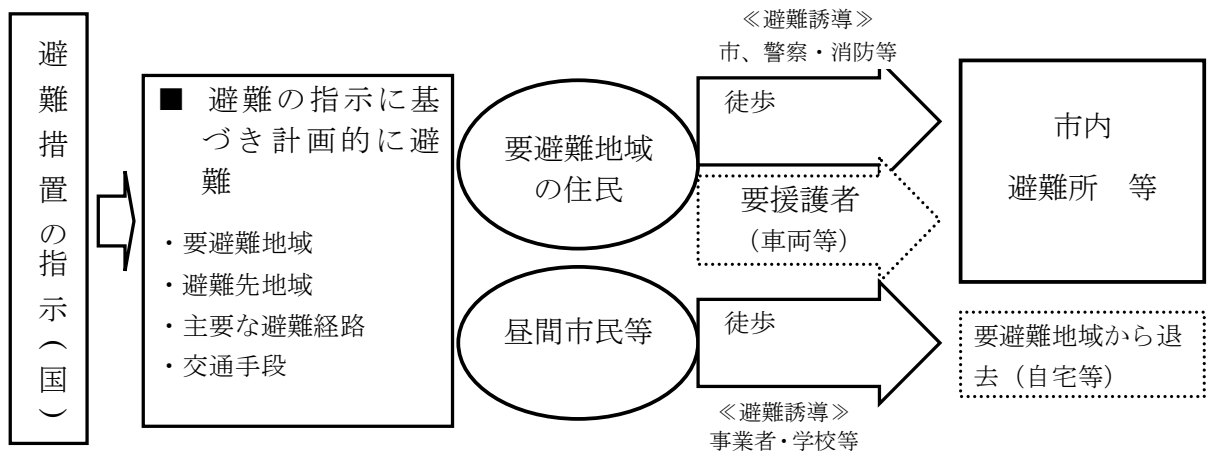 避難措置の指示（国）
■ 避難の指示に基
づき計画的に避
難
・要避難地域
・避難先地域
・主要な避難経路
・交通手段
要避難地域
の住民
昼間市民等
≪避難誘導≫
市、警察・消防等
徒歩
要援護者
（車両等）
徒歩
≪避難誘導≫
事業者・学校等
市内
避難所　等
要避難地域から退
去（自宅等）